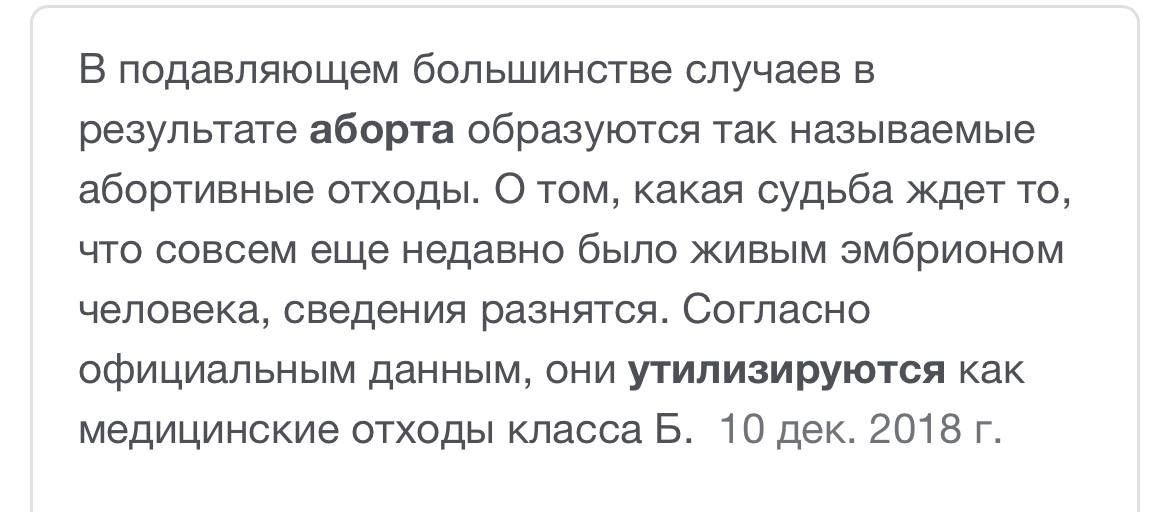 В подавляющем большинстве случаев в
результате аборта образуются так называемые
абортивные отходы. О том, какая судьба ждет то,
что совсем еще недавно было живым эмбрионом
человека, сведения разнятся. Согласно
официальным данным, они утилизируются как
медицинские отходы класса Б. 10 дек. 2018 г.